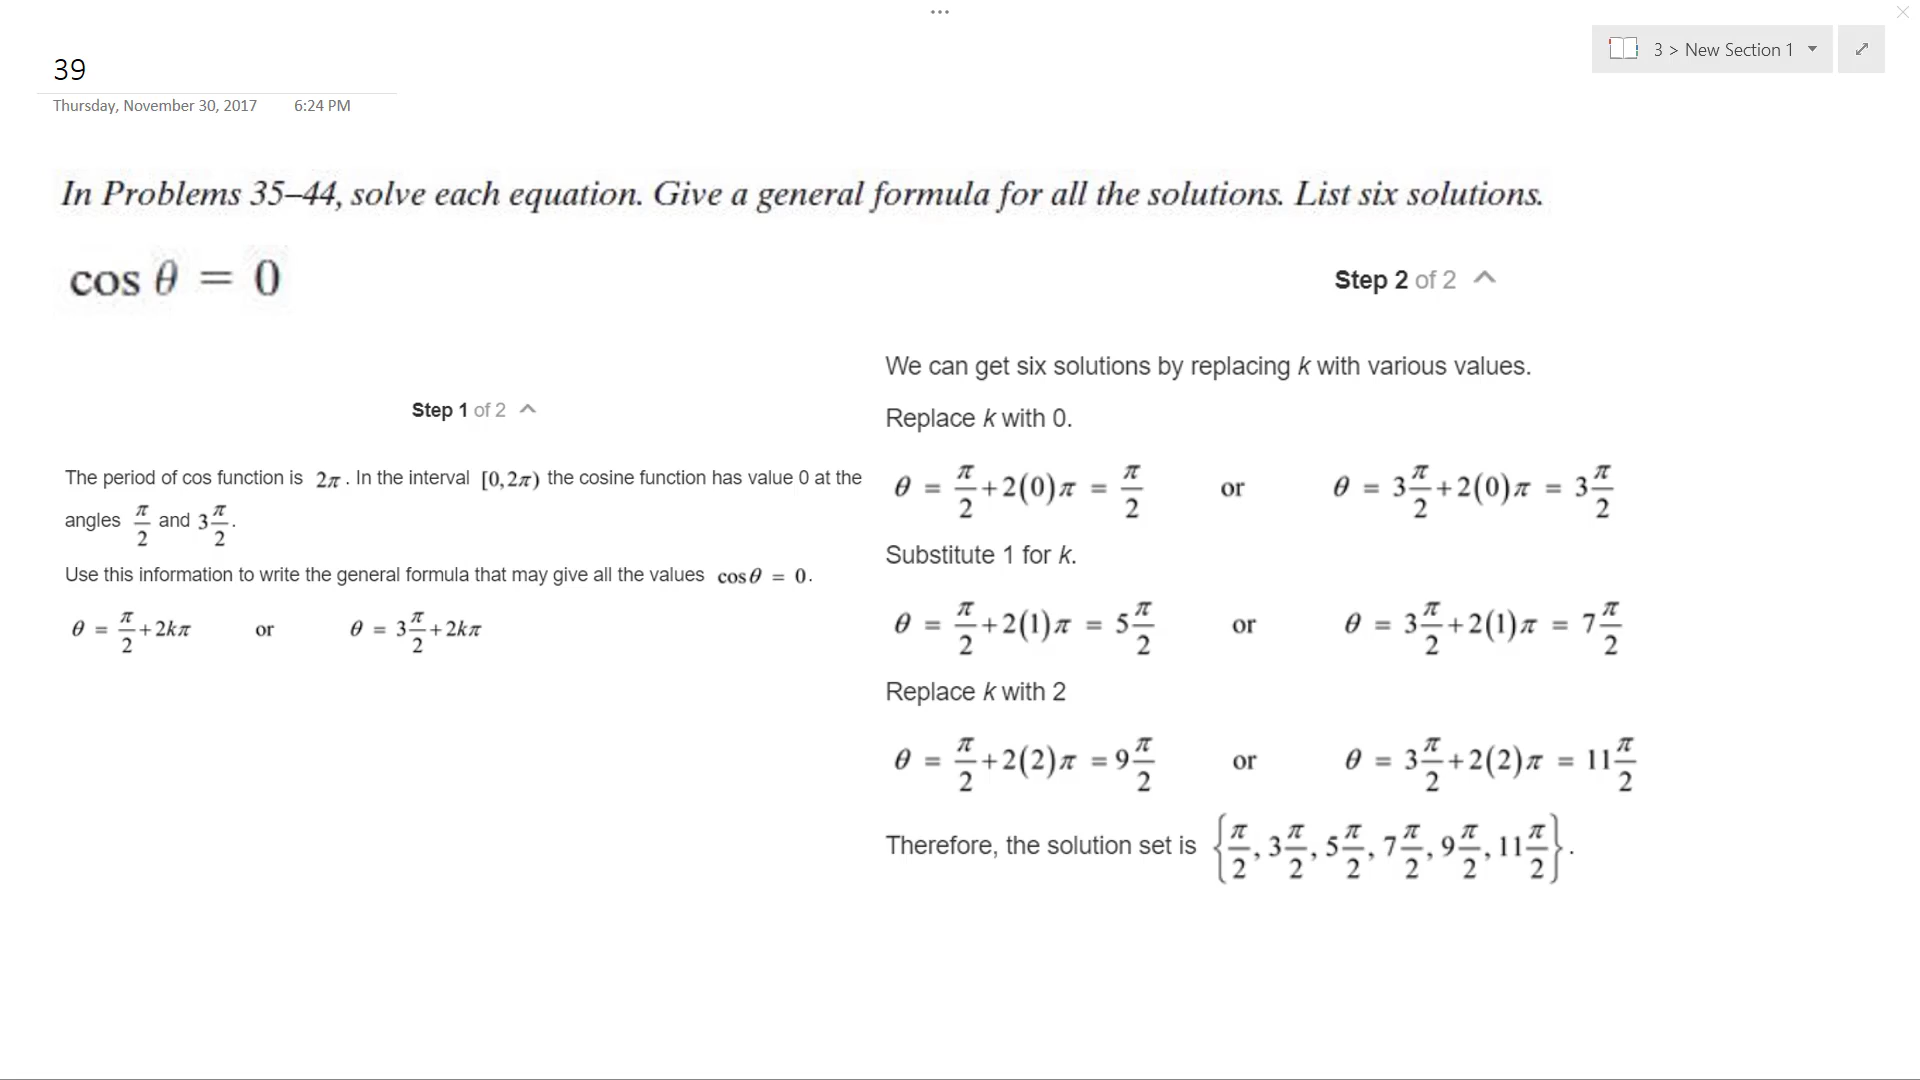 ...
3 > New Section 1
39
Thursday, November 30, 2017 6:24 PM
In Problems 35–44, solve each equation. Give a general formula for all the solutions. List six solutions.
cos θ = 0
Step 1 of 2
The period of cos function is 2π . In the interval [0,2π) the cosine function has value 0 at the
angles π/2 and 3π/2.
Use this information to write the general formula that may give all the values cosθ = 0.
θ = π/2+2kπ or θ = 3π/2+2kπ
Step 2 of 2
We can get six solutions by replacing k with various values.
Replace k with 0.
θ = π/2+2(0)π = π/2 or θ = 3π/2+2(0)π = 3π/2
Substitute 1 for k.
θ = π/2+2(1)π = 5π/2 or θ = 3π/2+2(1)π = 7π/2
Replace k with 2
θ = π/2+2(2)π = 9π/2 or θ = 3π/2+2(2)π = 11π/2
Therefore, the solution set is {π/2, 3π/2, 5π/2, 7π/2, 9π/2, 11π/2}.